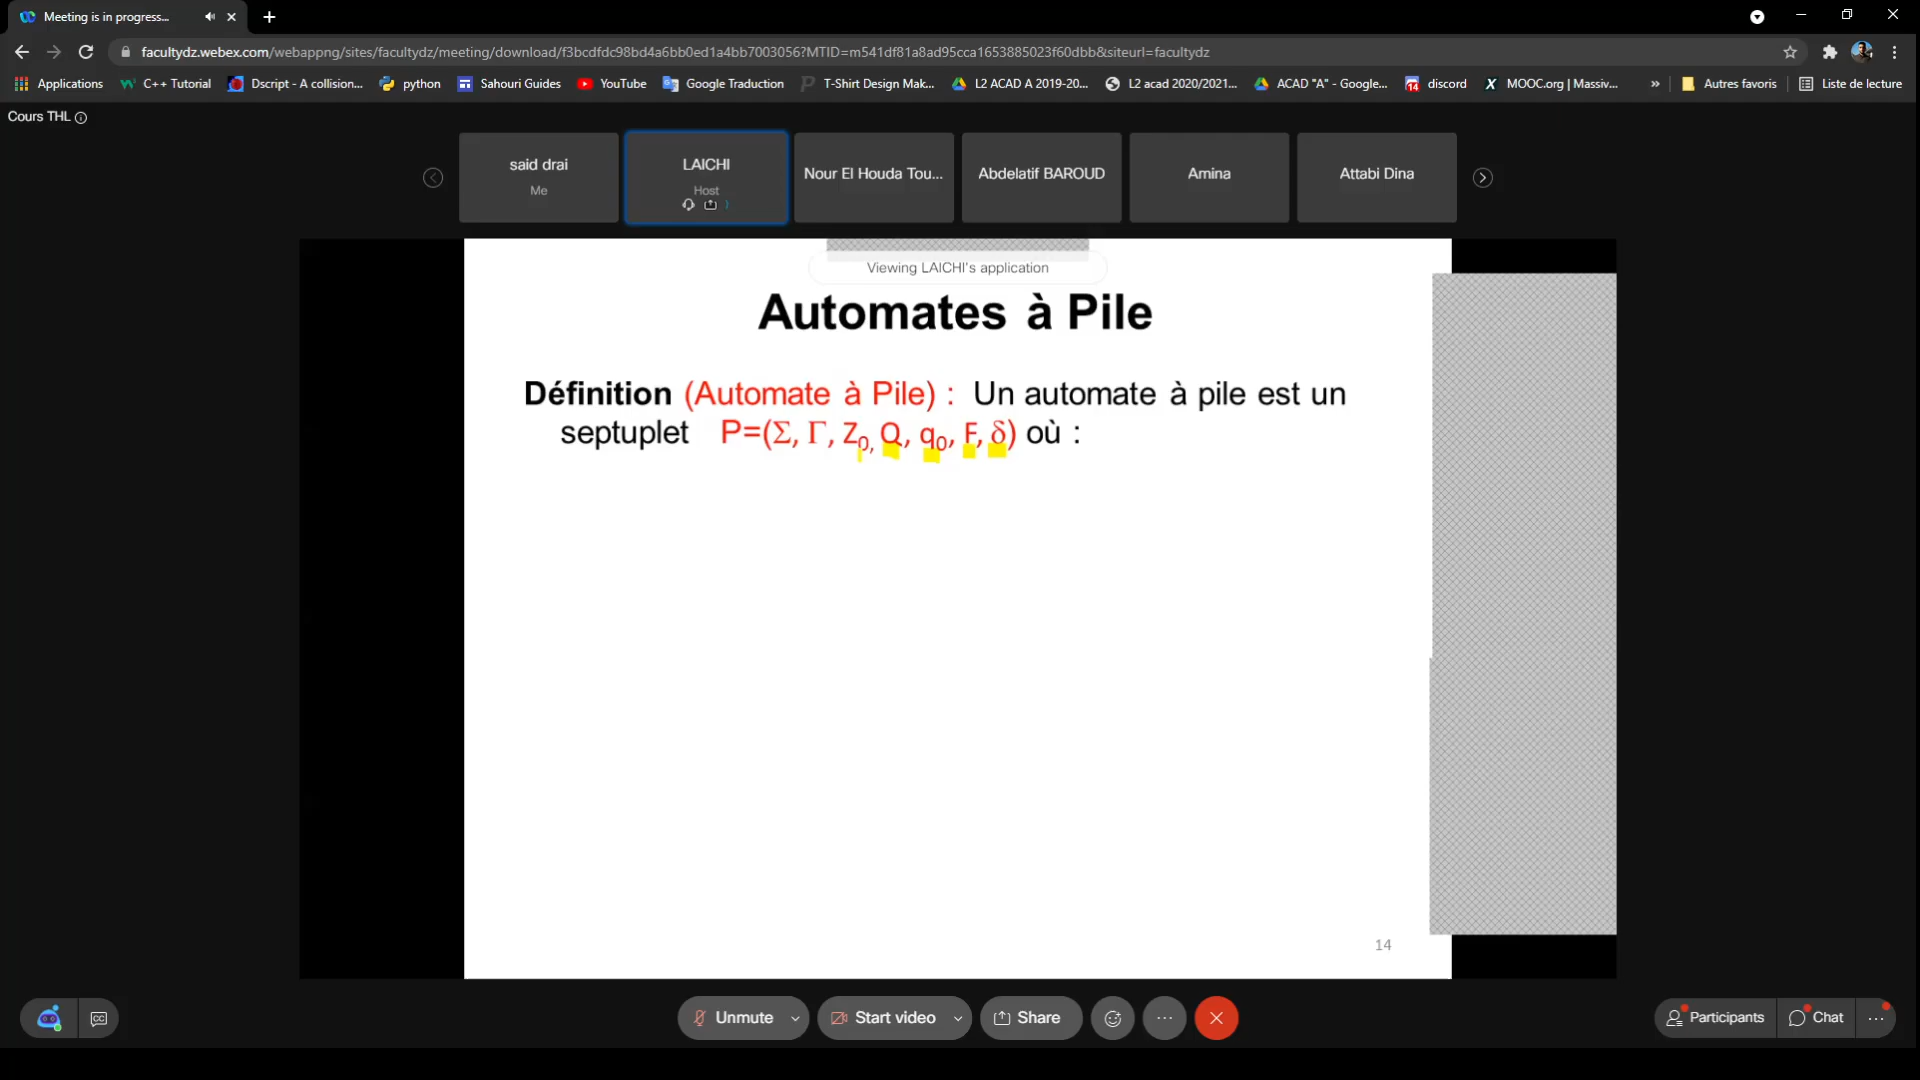 Meeting is in progress...
facultydz.webex.com/webappng/sites/facultydz/meeting/download/f3bcdfdc98bd4a6bb0ed1a4bb7003056?MTID=m541df81a8ad95cca1653885023f60dbb&siteurl=facultydz
Applications C++ Tutorial Dscript - A collision... python Sahouri Guides YouTube Google Traduction T-Shirt Design Mak... L2 ACAD A 2019-20... L2 acad 2020/2021... ACAD "A" - Google... 14 discord X MOOC.org | Massiv... » Autres favoris Liste de lecture
Cours THL
said drai
Me
LAICHI
Host
Nour El Houda Tou...
Abdelatif BAROUD
Amina
Attabi Dina
Viewing LAICHI's application
Automates à Pile
Définition (Automate à Pile) : Un automate à pile est un
septuplet P=(Σ, Γ, Z₀, Q, q₀, F, δ) où :
14
CC
Unmute
Start video
Share
Participants
Chat